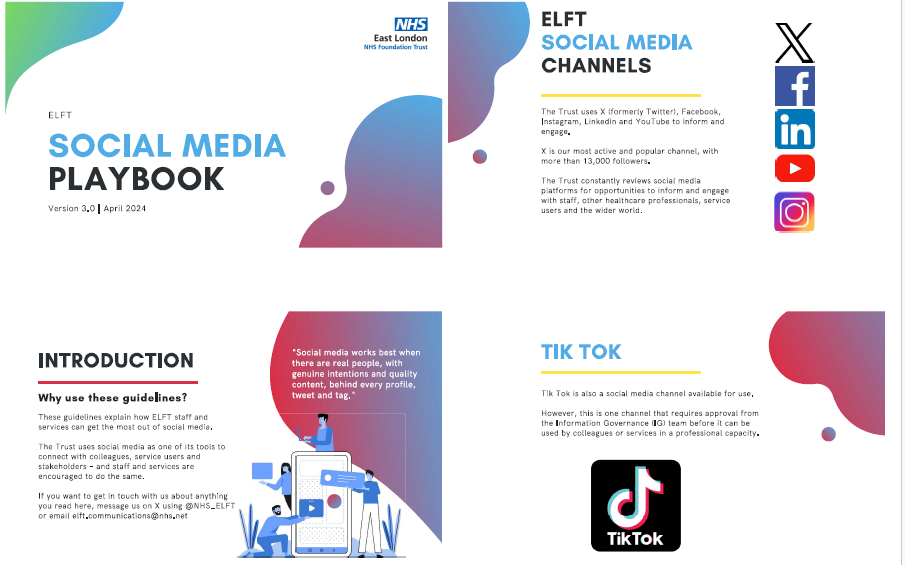 NHS
East London
NHS Foundation Trust
ELFT
SOCIAL MEDIA
PLAYBOOK
Version 3.0 | April 2024
ELFT
SOCIAL MEDIA
CHANNELS
The Trust uses X (formerly Twitter), Facebook,
Instagram, Linkedin and YouTube to inform and
engage.
X is our most active and popular channel, with
more than 13,000 followers.
The Trust constantly reviews social media
platforms for opportunities to inform and engage
with staff, other healthcare professionals, service
users and the wider world.
X
f
in
INTRODUCTION
Why use these guidelines?
These guidelines explain how ELFT staff and
services can get the most out of social media.
The Trust uses social media as one of its tools to
connect with colleagues, service users and
stakeholders – and staff and services are
encouraged to do the same.
If you want to get in touch with us about anything
you read here, message us on X using @NHS_ELFT
or email elft.communications@nhs.net
"Social media works best when
there are real people, with
genuine intentions and quality
content, behind every profile,
tweet and tag."
TIK TOK
Tik Tok is also a social media channel available for use.
However, this is one channel that requires approval from
the Information Governance (IG) team before it can be
used by colleagues or services in a professional capacity.
TikTok